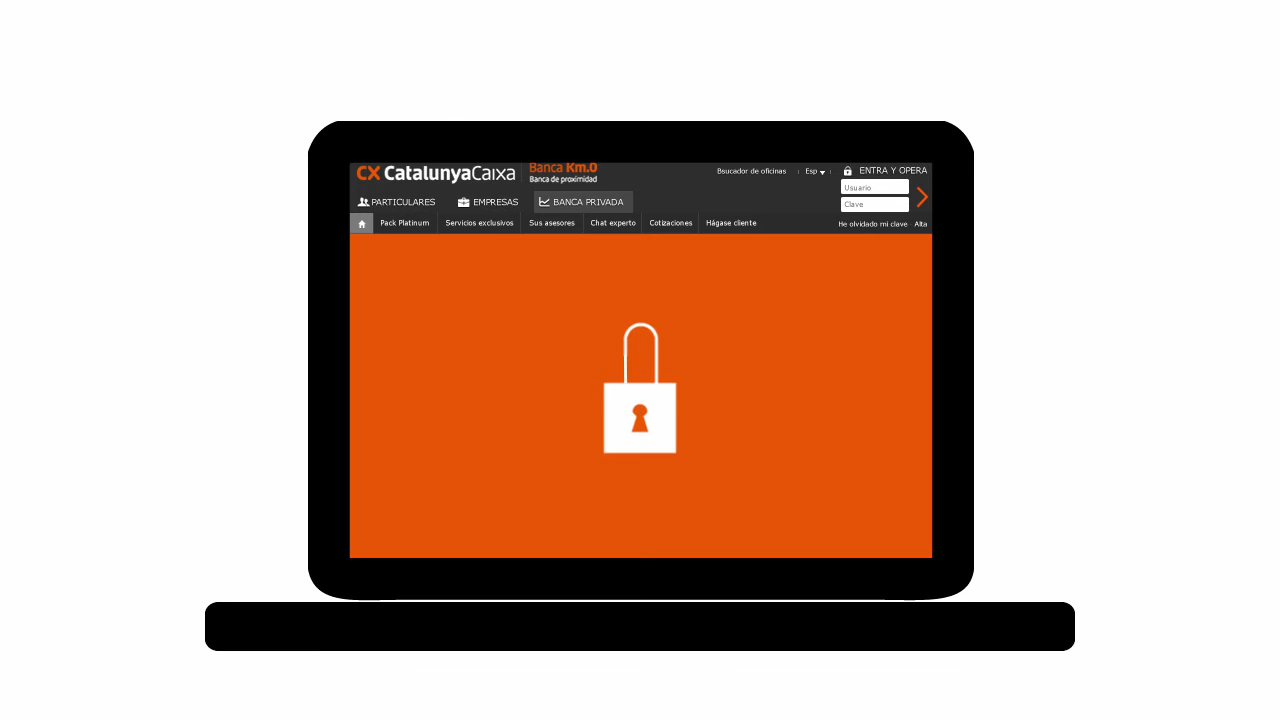 CX CatalunyaCaixa
Banca Km.0
Banca de proximidad
Bsucador de oficinas
Esp
ENTRA Y OPERA
Usuario
Clave
PARTICULARES
EMPRESAS
BANCA PRIVADA
Pack Platinum
Servicios exclusivos
Sus asesores
Chat experto
Cotizaciones
Hágase cliente
He olvidado mi clave
Alta